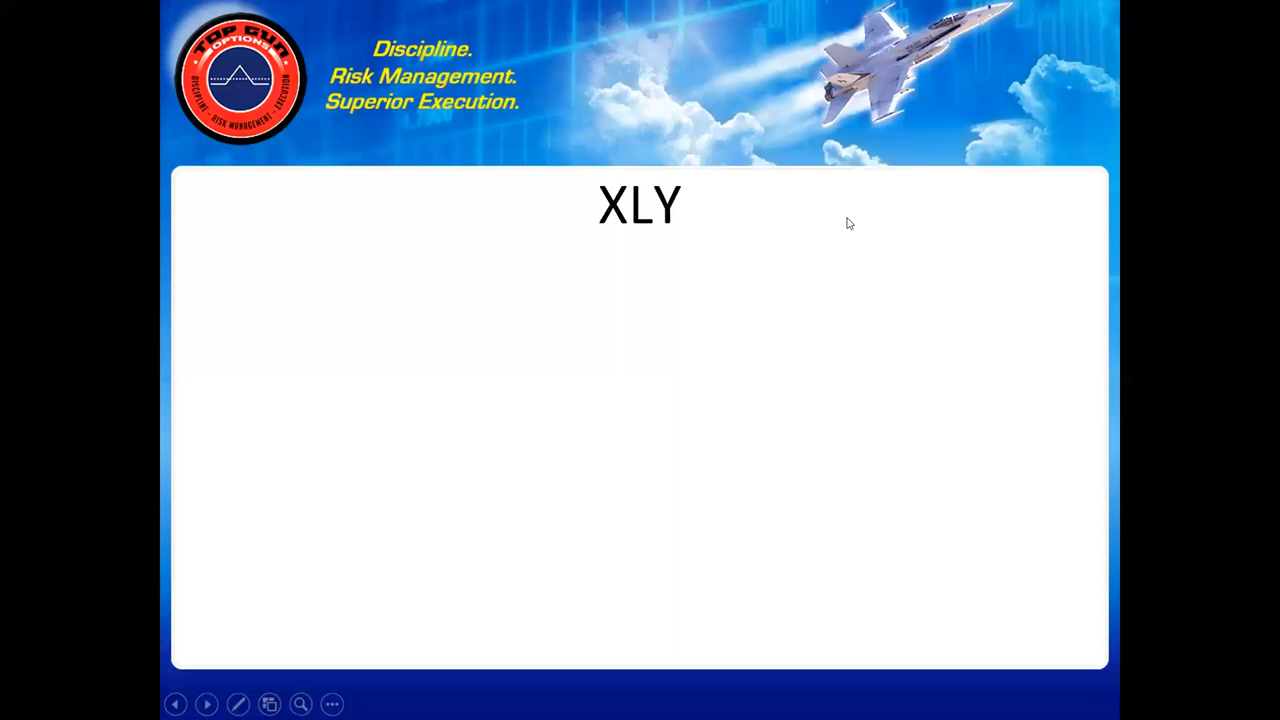 TOP GUN
OPTIONS
DISCIPLINE - RISK MANAGEMENT - EXECUTION
Discipline.
Risk Management.
Superior Execution.
XLY